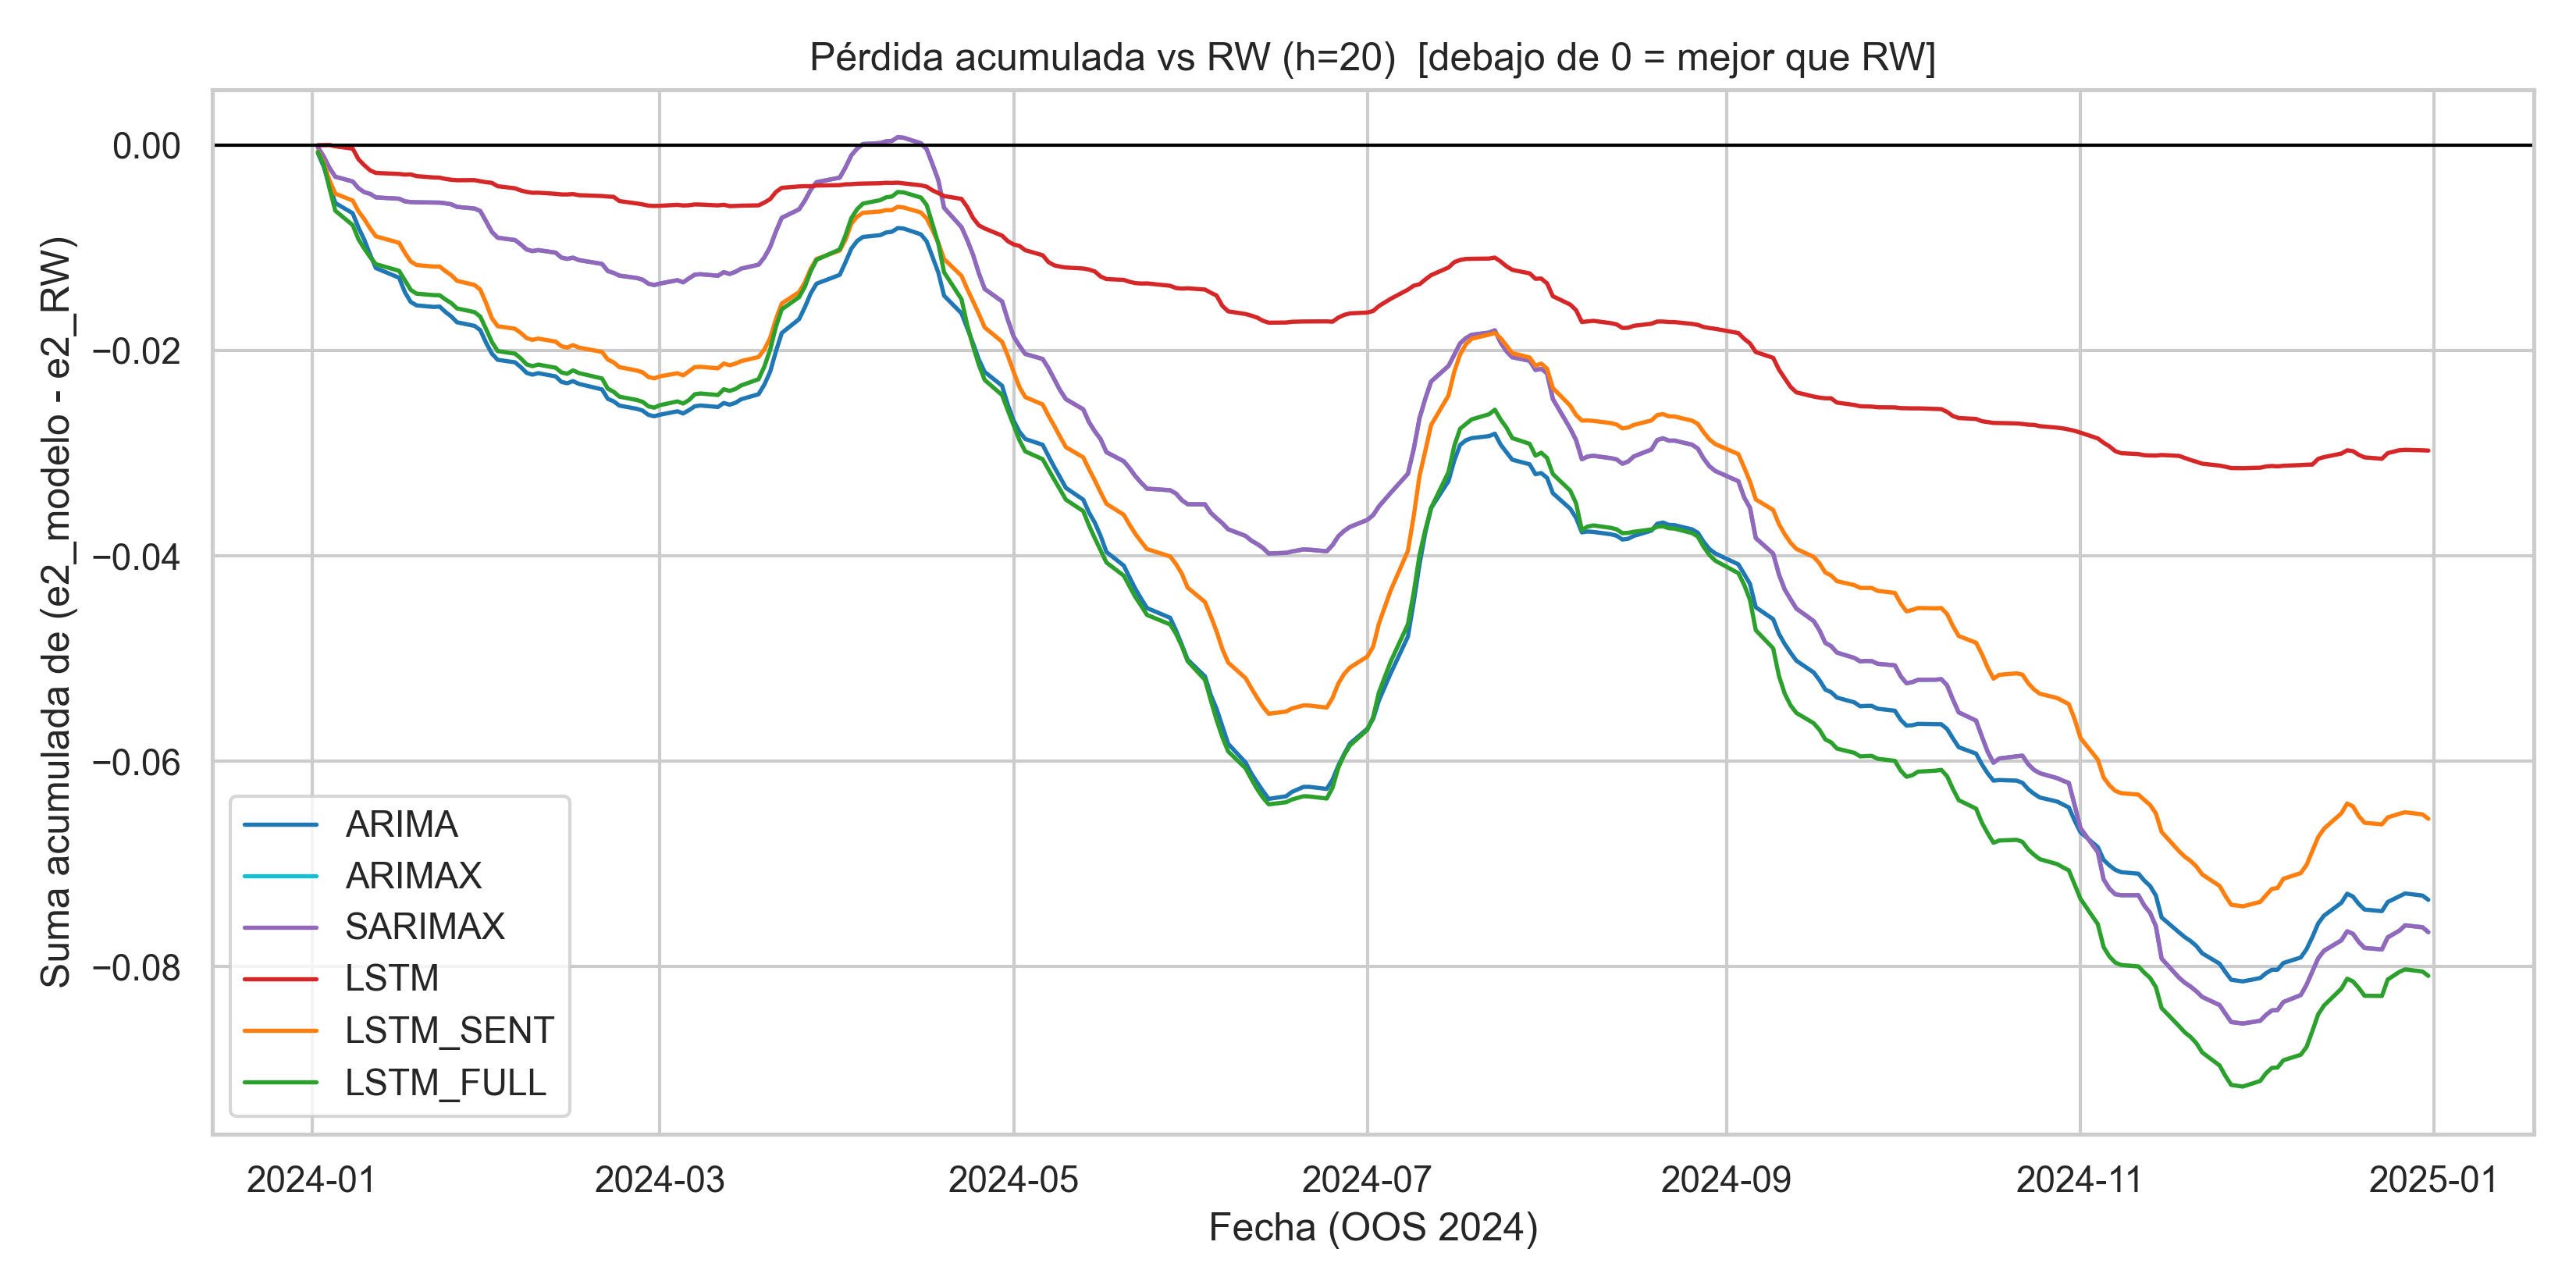 Pérdida acumulada vs RW (h=20)  [debajo de 0 = mejor que RW]
Suma acumulada de (e2_modelo - e2_RW)
0.00
−0.02
−0.04
−0.06
−0.08
ARIMA
ARIMAX
SARIMAX
LSTM
LSTM_SENT
LSTM_FULL
2024-01 2024-03 2024-05 2024-07 2024-09 2024-11 2025-01
Fecha (OOS 2024)